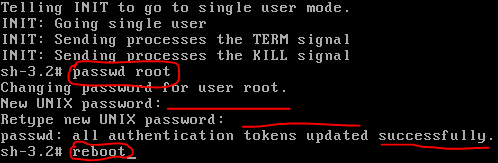 Telling INIT to go to single user mode.
INIT: Going single user
INIT: Sending processes the TERM signal
INIT: Sending processes the KILL signal
sh-3.2# passwd root
Changing password for user root.
New UNIX password:
Retype new UNIX password:
passwd: all authentication tokens updated successfully.
sh-3.2# reboot_